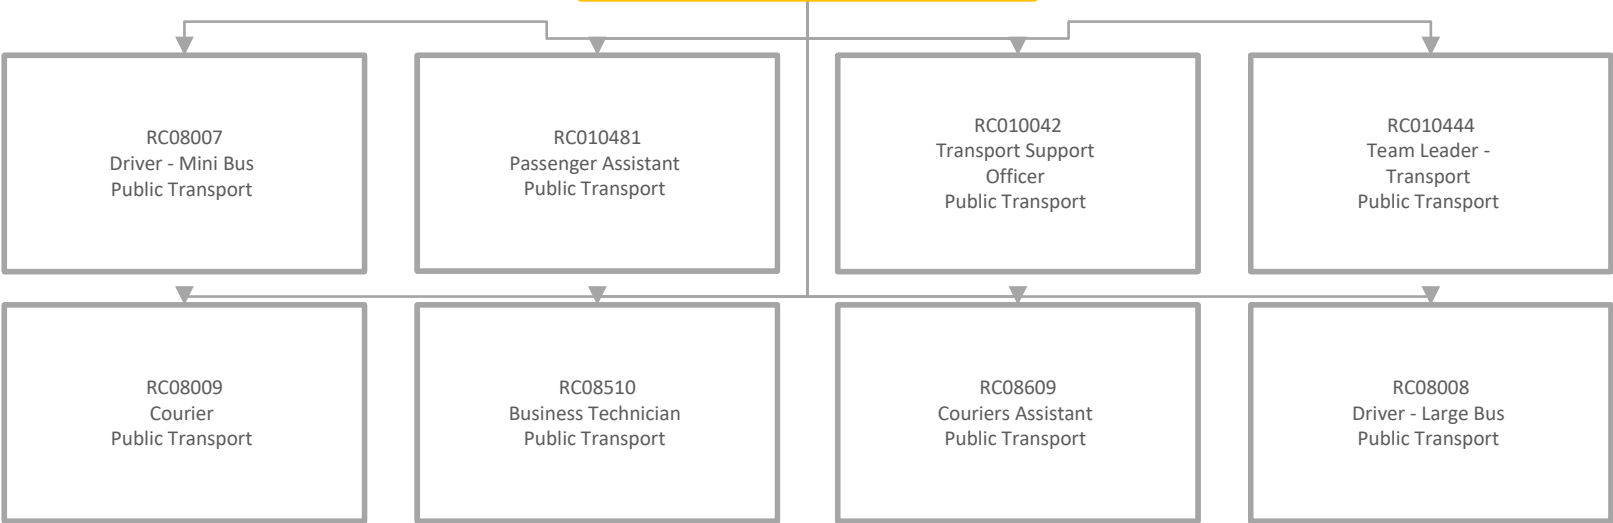 RC08007
Driver - Mini Bus
Public Transport
RC010481
Passenger Assistant
Public Transport
RC010042
Transport Support
Officer
Public Transport
RC010444
Team Leader -
Transport
Public Transport
RC08009
Courier
Public Transport
RC08510
Business Technician
Public Transport
RC08609
Couriers Assistant
Public Transport
RC08008
Driver - Large Bus
Public Transport